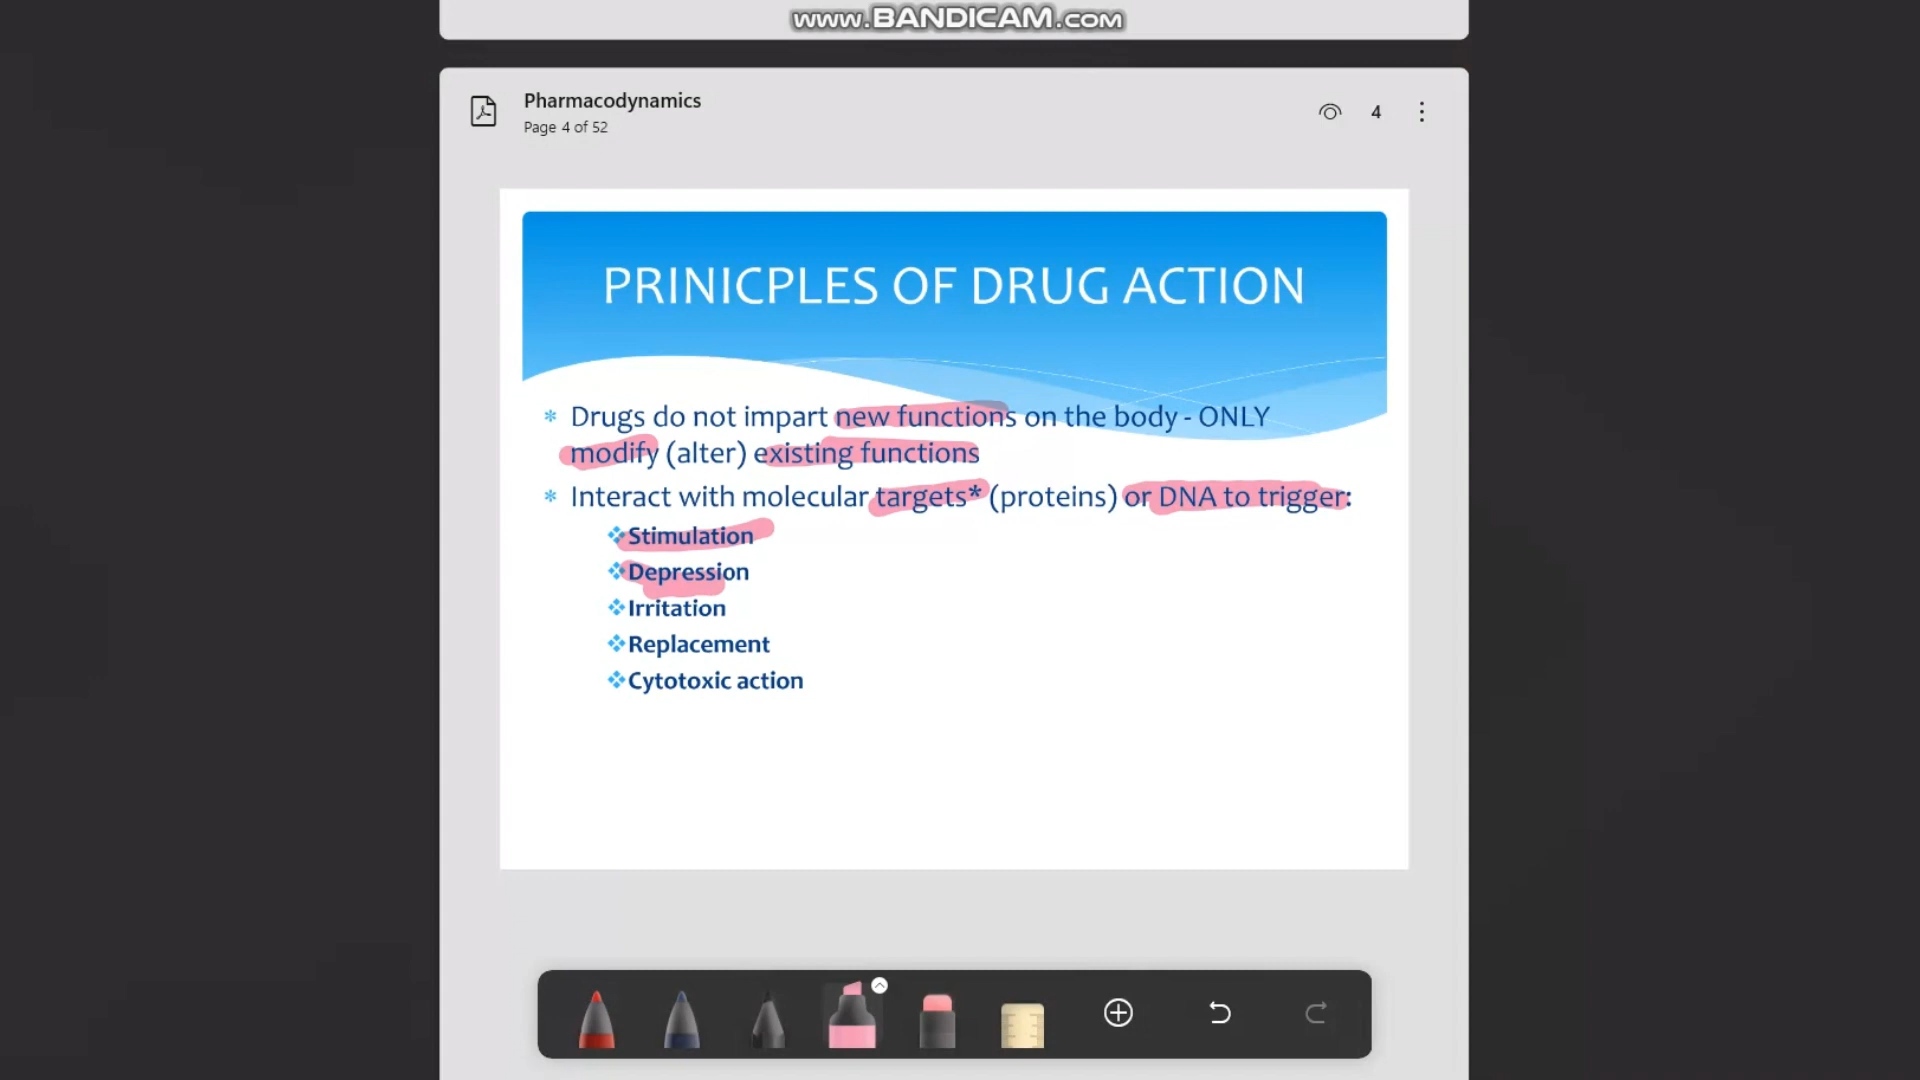 www.BANDICAM.com
Pharmacodynamics
Page 4 of 52
4
PRINICPLES OF DRUG ACTION
* Drugs do not impart new functions on the body - ONLY
modify (alter) existing functions
* Interact with molecular targets* (proteins) or DNA to trigger:
❖Stimulation
❖Depression
❖Irritation
❖Replacement
❖Cytotoxic action